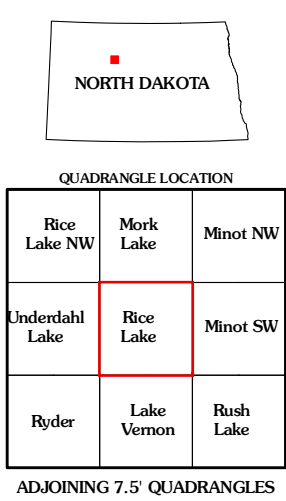 NORTH DAKOTA
QUADRANGLE LOCATION
Rice
Lake NW
Mork
Lake
Minot NW
Underdahl
Lake
Rice
Lake
Minot SW
Ryder
Lake
Vernon
Rush
Lake
ADJOINING 7.5' QUADRANGLES